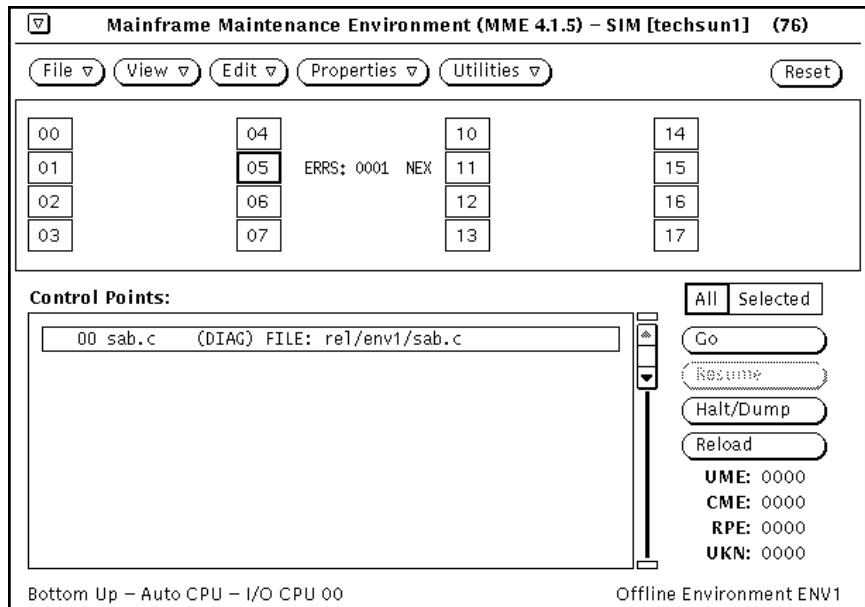 Mainframe Maintenance Environment (MME 4.1.5) – SIM [techsun1] (76)
File View Edit Properties Utilities Reset
00 04 10 14
01 05 ERRS: 0001 NEX 11 15
02 06 12 16
03 07 13 17
Control Points:
All Selected
00 sab.c (DIAG) FILE: rel/env1/sab.c
Go
Resume
Halt/Dump
Reload
UME: 0000
CME: 0000
RPE: 0000
UKN: 0000
Bottom Up – Auto CPU – I/O CPU 00
Offline Environment ENV1